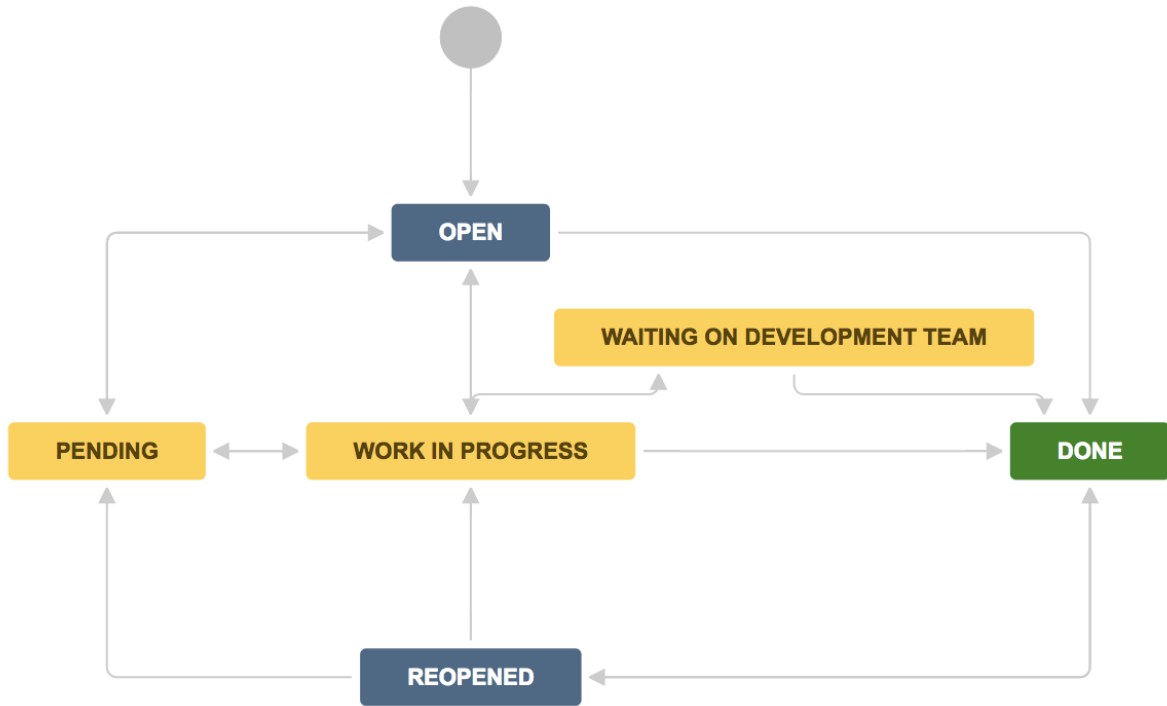 OPEN
WAITING ON DEVELOPMENT TEAM
PENDING
WORK IN PROGRESS
DONE
REOPENED